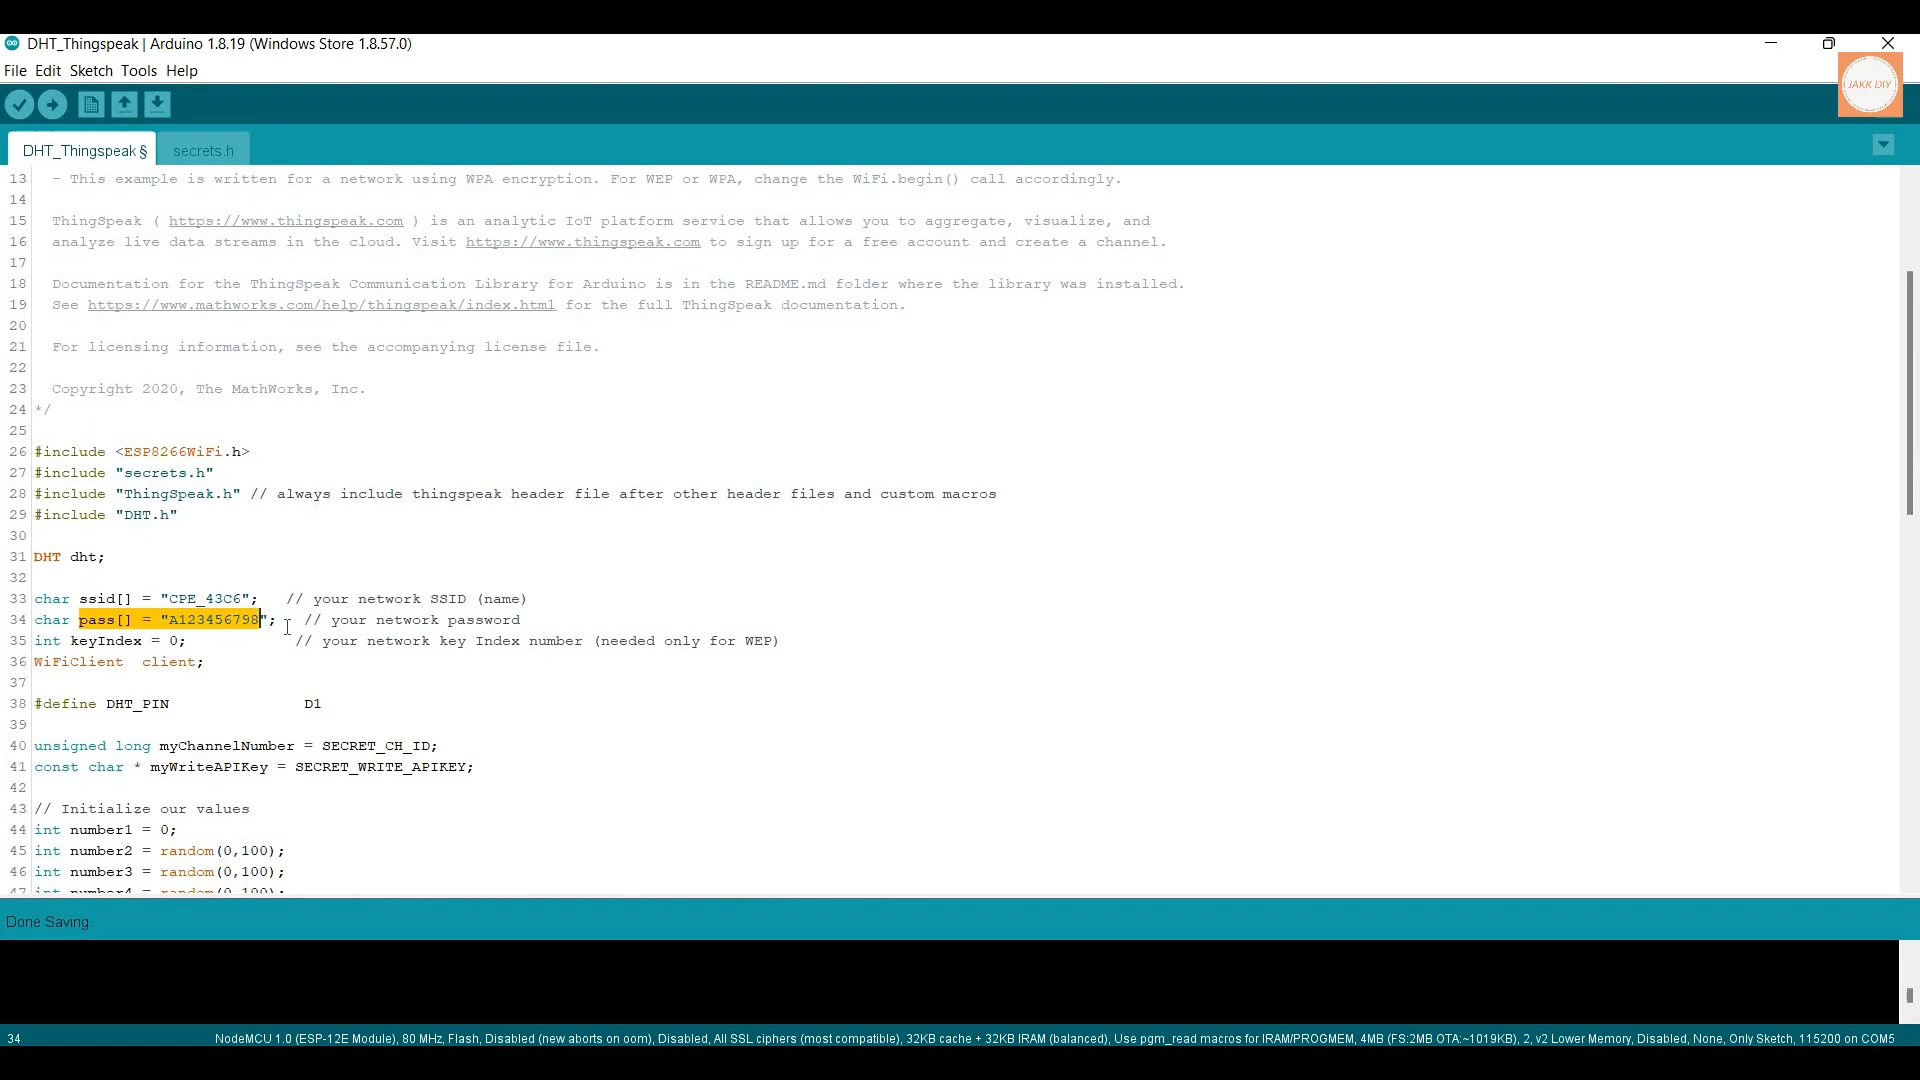 DHT_Thingspeak | Arduino 1.8.19 (Windows Store 1.8.57.0)
File Edit Sketch Tools Help
JAKK DIY
DHT_Thingspeak § secrets.h
13 - This example is written for a network using WPA encryption. For WEP or WPA, change the WiFi.begin() call accordingly.
14
15 ThingSpeak ( https://www.thingspeak.com ) is an analytic IoT platform service that allows you to aggregate, visualize, and
16 analyze live data streams in the cloud. Visit https://www.thingspeak.com to sign up for a free account and create a channel.
17
18 Documentation for the ThingSpeak Communication Library for Arduino is in the README.md folder where the library was installed.
19 See https://www.mathworks.com/help/thingspeak/index.html for the full ThingSpeak documentation.
20
21 For licensing information, see the accompanying license file.
22
23 Copyright 2020, The MathWorks, Inc.
24 */
25
26 #include <ESP8266WiFi.h>
27 #include "secrets.h"
28 #include "ThingSpeak.h" // always include thingspeak header file after other header files and custom macros
29 #include "DHT.h"
30
31 DHT dht;
32
33 char ssid[] = "CPE_43C6"; // your network SSID (name)
34 char pass[] = "A123456798"; // your network password
35 int keyIndex = 0; // your network key Index number (needed only for WEP)
36 WiFiClient client;
37
38 #define DHT_PIN D1
39
40 unsigned long myChannelNumber = SECRET_CH_ID;
41 const char * myWriteAPIKey = SECRET_WRITE_APIKEY;
42
43 // Initialize our values
44 int number1 = 0;
45 int number2 = random(0,100);
46 int number3 = random(0,100);
47 int number4 = random(0,100);
Done Saving.
34 NodeMCU 1.0 (ESP-12E Module), 80 MHz, Flash, Disabled (new aborts on oom), Disabled, All SSL ciphers (most compatible), 32KB cache + 32KB IRAM (balanced), Use pgm_read macros for IRAM/PROGMEM, 4MB (FS:2MB OTA:~1019KB), 2, v2 Lower Memory, Disabled, None, Only Sketch, 115200 on COM5